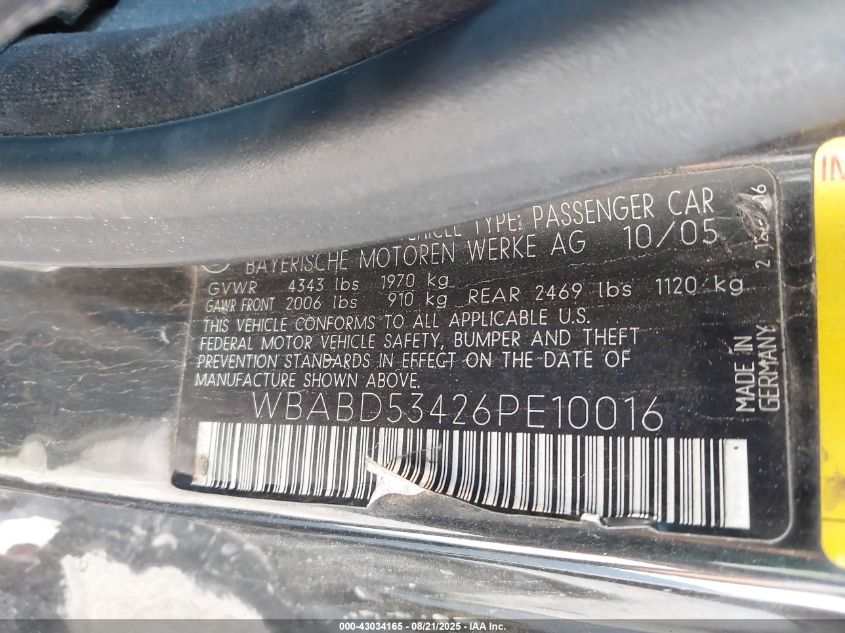 TYPE: PASSENGER CAR
BAYERISCHE MOTOREN WERKE AG 10/05
GVWR 4343 lbs 1970 kg
GAWR FRONT 2006 lbs 910 kg REAR 2469 lbs 1120 kg
THIS VEHICLE CONFORMS TO ALL APPLICABLE U.S.
FEDERAL MOTOR VEHICLE SAFETY, BUMPER AND THEFT
PREVENTION STANDARDS IN EFFECT ON THE DATE OF
MANUFACTURE SHOWN ABOVE.
WBABD53426PE10016
MADE IN
GERMANY
000-43034165 - 08/21/2025 - IAA Inc.